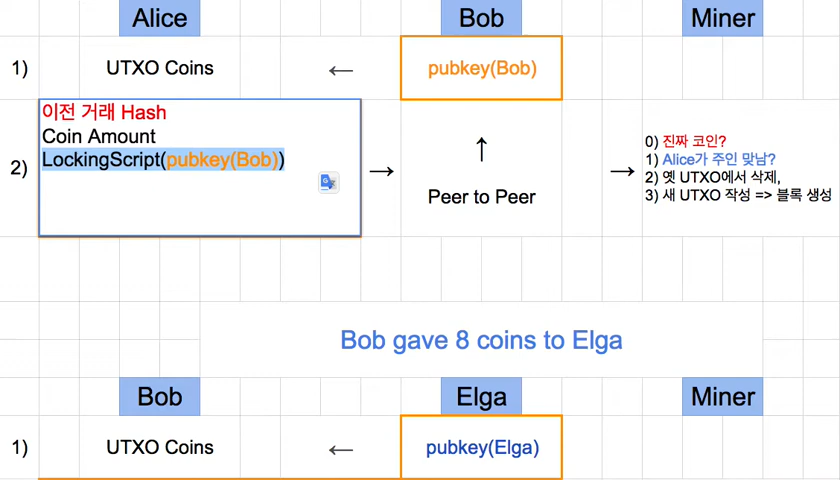 Alice Bob Miner
1) UTXO Coins ← pubkey(Bob)
이전 거래 Hash
Coin Amount
LockingScript(pubkey(Bob))
2)
→
↑
Peer to Peer
→
0) 진짜 코인?
1) Alice가 주인 맞남?
2) 옛 UTXO에서 삭제,
3) 새 UTXO 작성 => 블록 생성
Bob gave 8 coins to Elga
Bob Elga Miner
1) UTXO Coins ← pubkey(Elga)